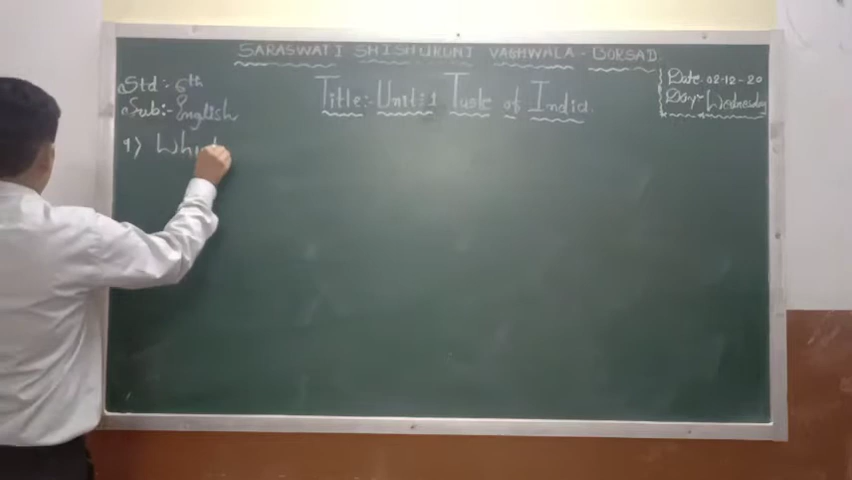 SARASWATI SHISHUKUNJ VAGHWALA - BORSAD.
Std :- 6th
Sub:- English
Title:- Unit:1 Taste of India.
Date: 02-12-20
Day:- Wednesday
1) What